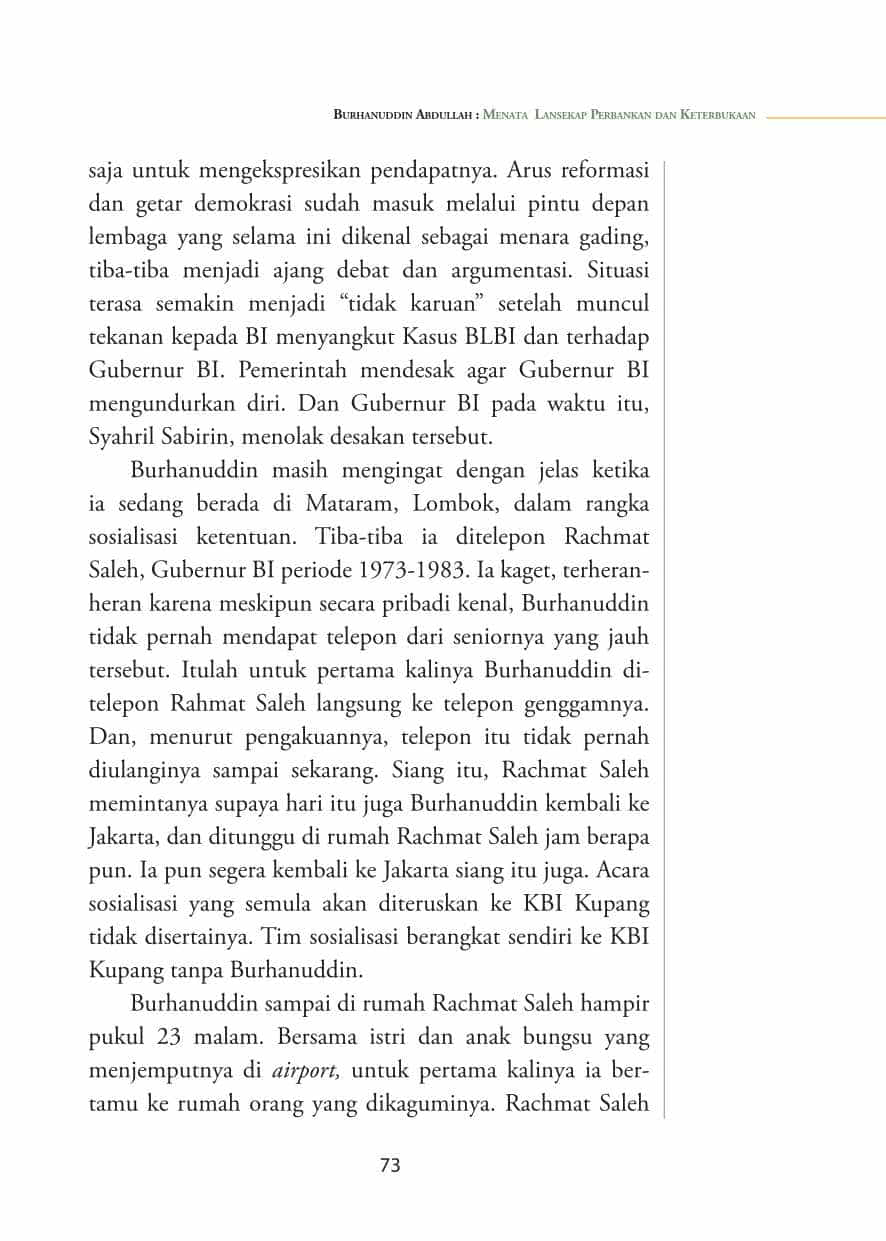 Burhanuddin Abdullah : Menata Lansekap Perbankan dan Keterbukaan
saja untuk mengekspresikan pendapatnya. Arus reformasi
dan getar demokrasi sudah masuk melalui pintu depan
lembaga yang selama ini dikenal sebagai menara gading,
tiba-tiba menjadi ajang debat dan argumentasi. Situasi
terasa semakin menjadi “tidak karuan” setelah muncul
tekanan kepada BI menyangkut Kasus BLBI dan terhadap
Gubernur BI. Pemerintah mendesak agar Gubernur BI
mengundurkan diri. Dan Gubernur BI pada waktu itu,
Syahril Sabirin, menolak desakan tersebut.
Burhanuddin masih mengingat dengan jelas ketika
ia sedang berada di Mataram, Lombok, dalam rangka
sosialisasi ketentuan. Tiba-tiba ia ditelepon Rachmat
Saleh, Gubernur BI periode 1973-1983. Ia kaget, terheran-
heran karena meskipun secara pribadi kenal, Burhanuddin
tidak pernah mendapat telepon dari seniornya yang jauh
tersebut. Itulah untuk pertama kalinya Burhanuddin di-
telepon Rahmat Saleh langsung ke telepon genggamnya.
Dan, menurut pengakuannya, telepon itu tidak pernah
diulanginya sampai sekarang. Siang itu, Rachmat Saleh
memintanya supaya hari itu juga Burhanuddin kembali ke
Jakarta, dan ditunggu di rumah Rachmat Saleh jam berapa
pun. Ia pun segera kembali ke Jakarta siang itu juga. Acara
sosialisasi yang semula akan diteruskan ke KBI Kupang
tidak disertainya. Tim sosialisasi berangkat sendiri ke KBI
Kupang tanpa Burhanuddin.
Burhanuddin sampai di rumah Rachmat Saleh hampir
pukul 23 malam. Bersama istri dan anak bungsu yang
menjemputnya di airport, untuk pertama kalinya ia ber-
tamu ke rumah orang yang dikaguminya. Rachmat Saleh
73